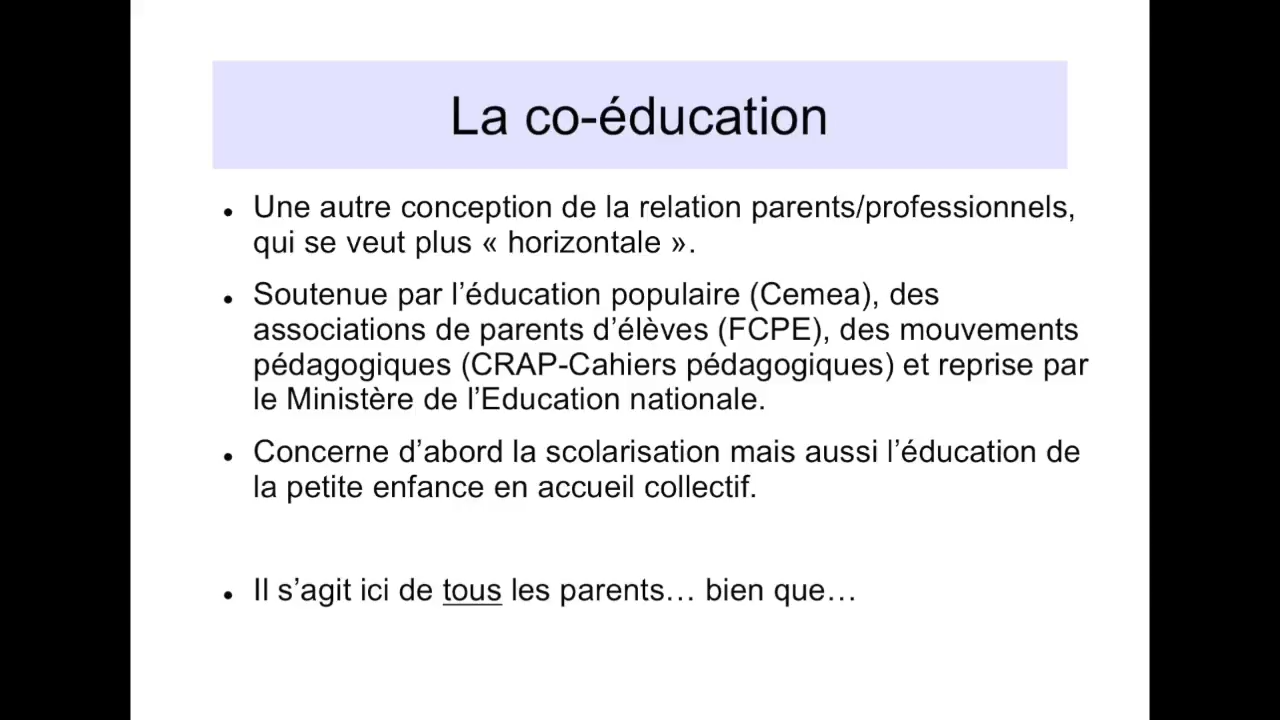 La co-éducation
Une autre conception de la relation parents/professionnels,
qui se veut plus « horizontale ».
Soutenue par l’éducation populaire (Cemea), des
associations de parents d’élèves (FCPE), des mouvements
pédagogiques (CRAP-Cahiers pédagogiques) et reprise par
le Ministère de l’Education nationale.
Concerne d’abord la scolarisation mais aussi l’éducation de
la petite enfance en accueil collectif.
Il s’agit ici de tous les parents… bien que…